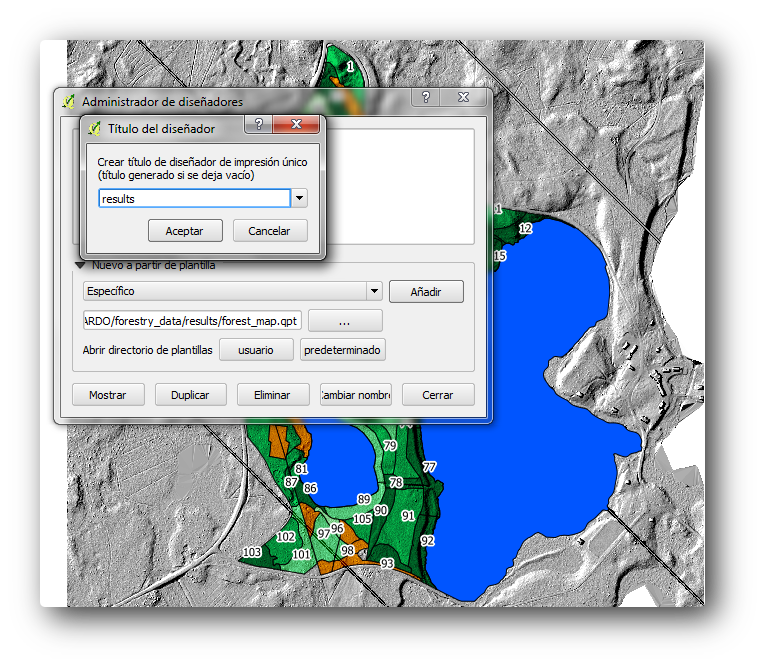 1
Administrador de diseñadores
?
Título del diseñador
?
Crear título de diseñador de impresión único
(título generado si se deja vacío)
results
Aceptar
Cancelar
Nuevo a partir de plantilla
Específico
Añadir
ARDO/forestry_data/results/forest_map.qpt
...
Abrir directorio de plantillas
usuario
predeterminado
Mostrar
Duplicar
Eliminar
Cambiar nombre
Cerrar
12
15
79
81
77
87
86
78
89
90
105
91
96
97
102
92
98
103
101
93